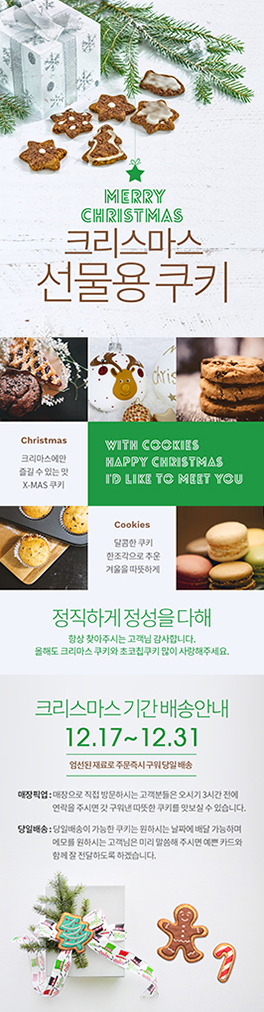 MERRY
CHRISTMAS
크리스마스
선물용 쿠키
Christmas
크리마스에만
즐길 수 있는 맛
X-MAS 쿠키
WITH COOKIES
HAPPY CHRISTMAS
I'D LIKE TO MEET YOU
Cookies
달콤한 쿠키
한조각으로 추운
겨울을 따뜻하게
정직하게 정성을 다해
항상 찾아주시는 고객님 감사합니다.
올해도 크리마스 쿠키와 초코칩쿠키 많이 사랑해주세요.
크리스마스 기간 배송안내
12.17~12.31
엄선된 재료로 주문즉시 구워 당일 배송
매장픽업 : 매장으로 직접 방문하시는 고객분들은 오시기 3시간 전에
연락을 주시면 갓 구워낸 따뜻한 쿠키를 맛보실 수 있습니다.
당일배송 : 당일배송이 가능한 쿠키는 원하시는 날짜에 배달 가능하며
메모를 원하시는 고객님은 미리 말씀해 주시면 예쁜 카드와
함께 잘 전달하도록 하겠습니다.